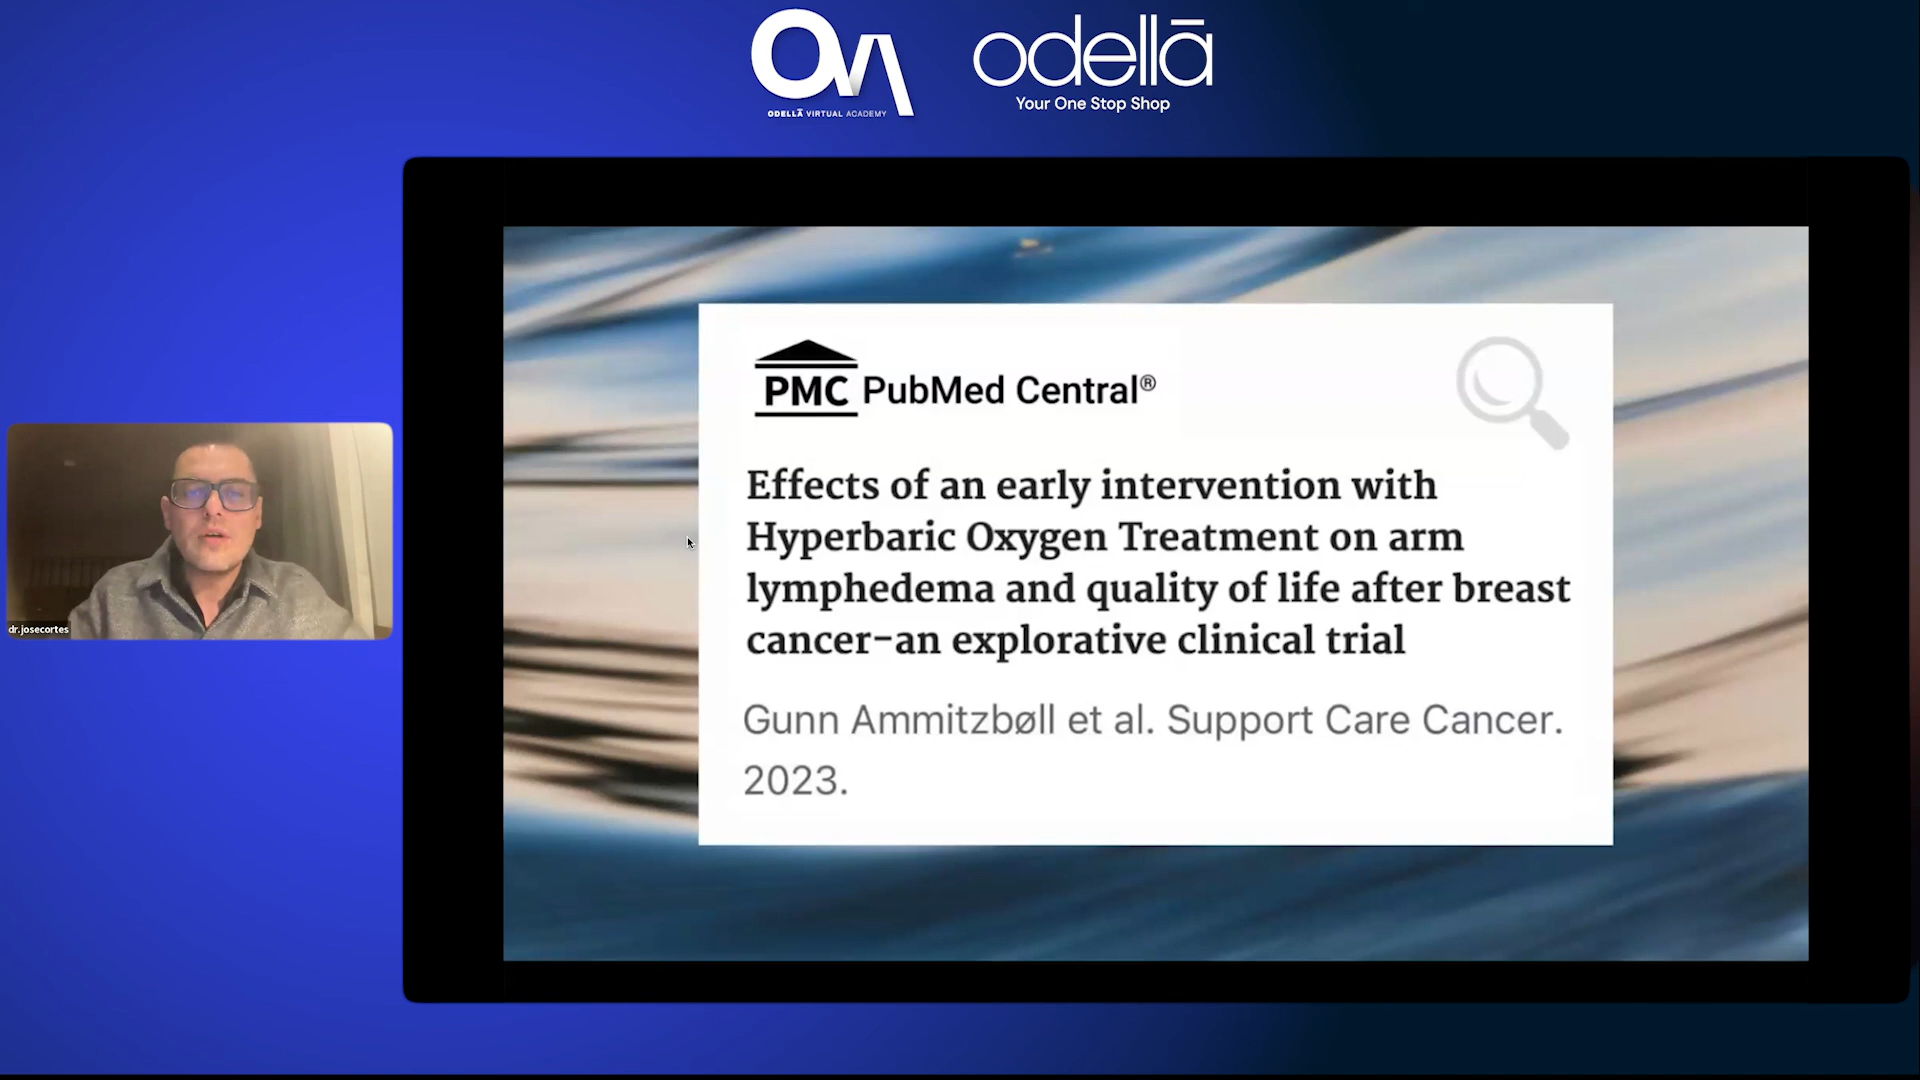 OVA
ODELLĀ VIRTUAL ACADEMY
odellā
Your One Stop Shop
PMC PubMed Central®
Effects of an early intervention with
Hyperbaric Oxygen Treatment on arm
lymphedema and quality of life after breast
cancer–an explorative clinical trial
Gunn Ammitzbøll et al. Support Care Cancer.
2023.
dr.josecortes